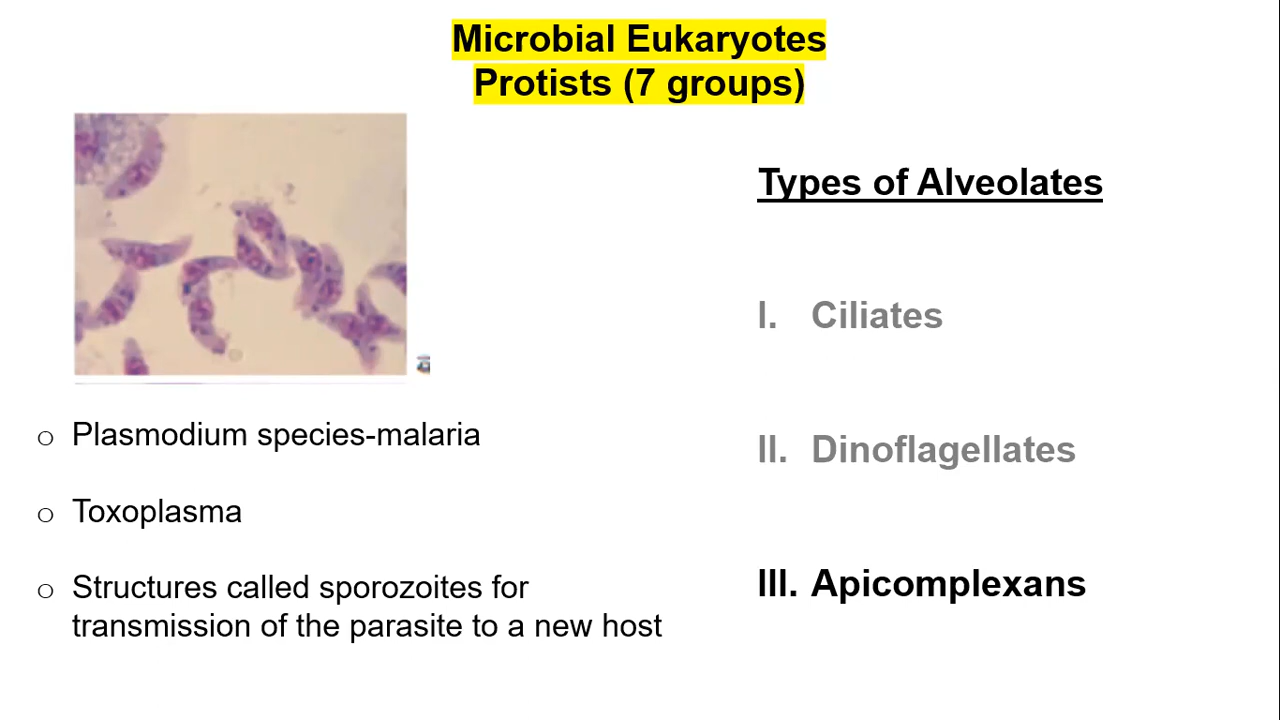 Microbial Eukaryotes
Protists (7 groups)
Types of Alveolates
I. Ciliates
II. Dinoflagellates
III. Apicomplexans
o Plasmodium species-malaria
o Toxoplasma
o Structures called sporozoites for
transmission of the parasite to a new host